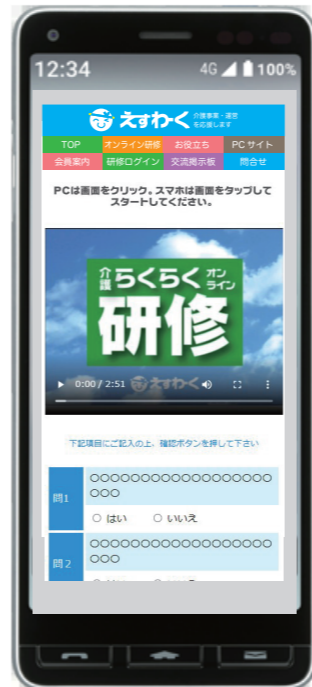 12:34
4G
100%
えすわーく
介護事業・運営
を応援します
TOP
オンライン研修
お役立ち
PCサイト
会員案内
研修ログイン
交流掲示板
問合せ
PCは画面をクリック。スマホは画面をタップして
スタートしてください。
介護らくらくオンライン
研修
0:00 / 2:51
えすわーく
下記項目にご記入の上、確認ボタンを押して下さい
問1
○○○○○○○○○○○○○○○○○○
○○○
はい
いいえ
問2
○○○○○○○○○○○○○○○○○○
○○○
はい
いいえ